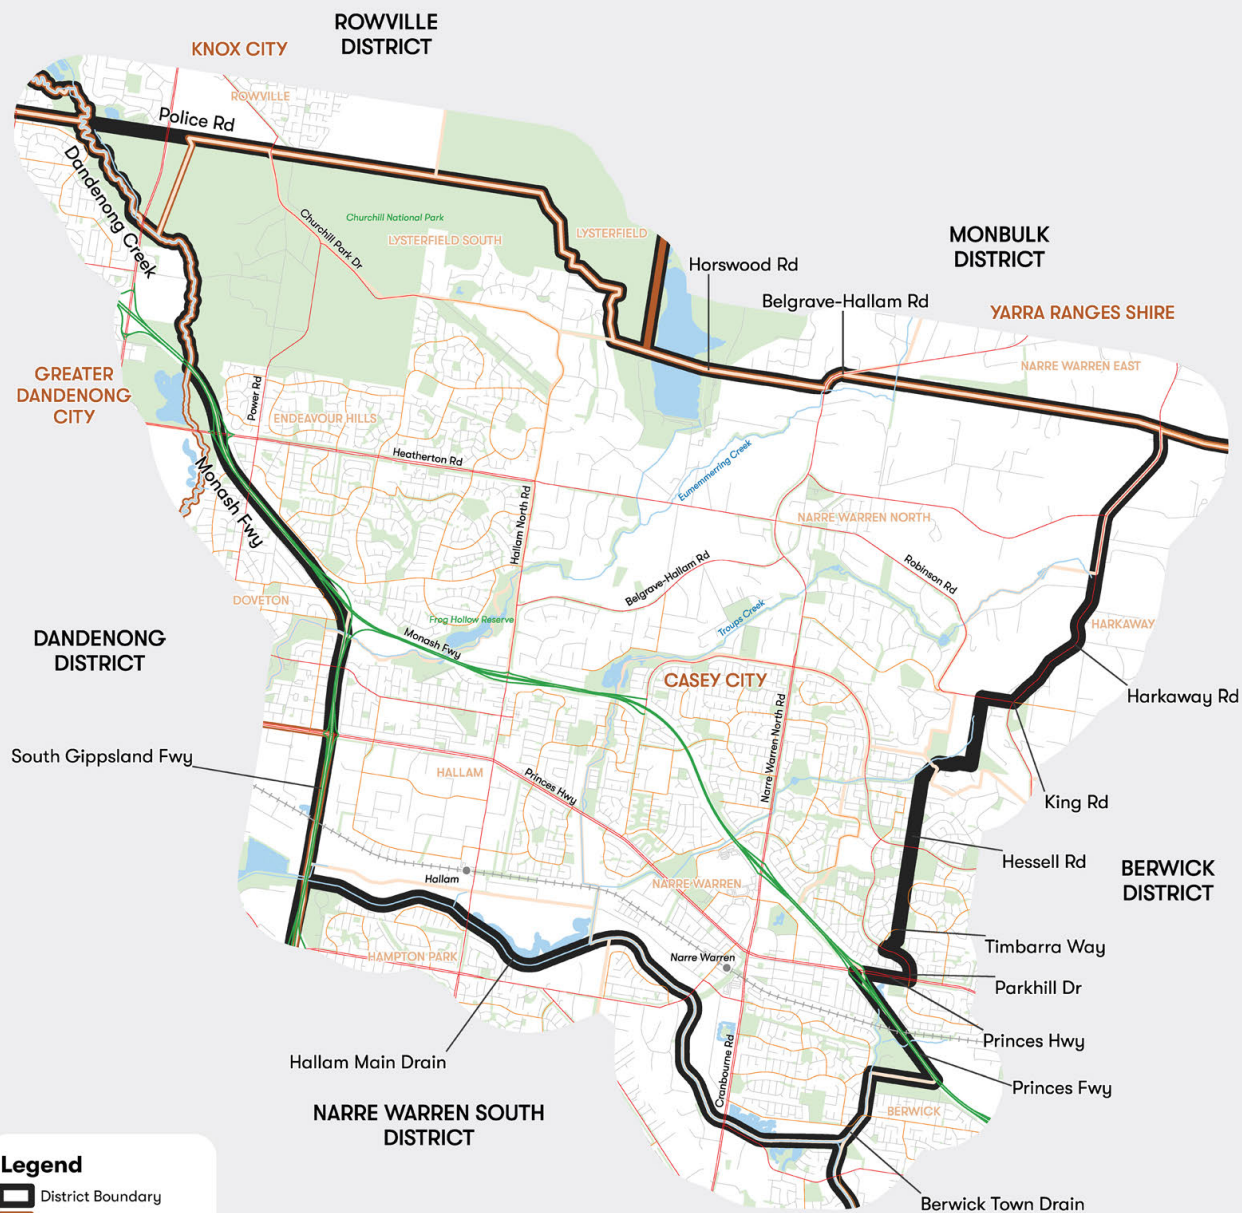 ROWVILLE
DISTRICT
KNOX CITY
ROWVILLE
Police Rd
Dandenong Creek
Churchill National Park
Churchill Park Dr
LYSTERFIELD SOUTH
LYSTERFIELD
MONBULK
DISTRICT
Horswood Rd
Belgrave-Hallam Rd
YARRA RANGES SHIRE
NARRE WARREN EAST
GREATER
DANDENONG
CITY
Power Rd
ENDEAVOUR HILLS
Heatherton Rd
Eumemmerring Creek
Monash Fwy
Hallam North Rd
NARRE WARREN NORTH
Belgrave-Hallam Rd
Robinson Rd
DOVETON
Frog Hollow Reserve
Troups Creek
HARKAWAY
DANDENONG
DISTRICT
Monash Fwy
CASEY CITY
Harkaway Rd
South Gippsland Fwy
HALLAM
Princes Hwy
Narre Warren North Rd
King Rd
Hessell Rd
Hallam
NARRE WARREN
BERWICK
DISTRICT
HAMPTON PARK
Narre Warren
Timbarra Way
Parkhill Dr
Hallam Main Drain
Cranbourne Rd
Princes Hwy
Princes Fwy
NARRE WARREN SOUTH
DISTRICT
BERWICK
Berwick Town Drain
Legend
District Boundary